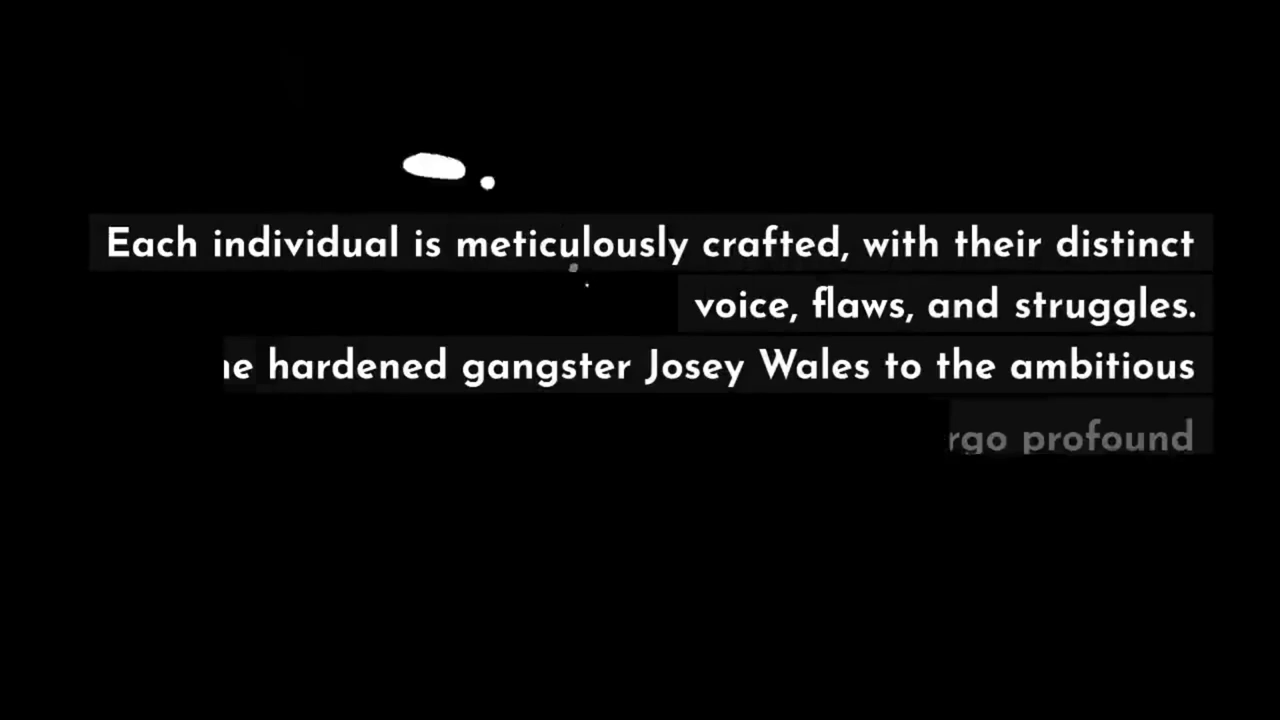 Each individual is meticulously crafted, with their distinct
voice, flaws, and struggles.
hardened gangster Josey Wales to the ambitious
profound